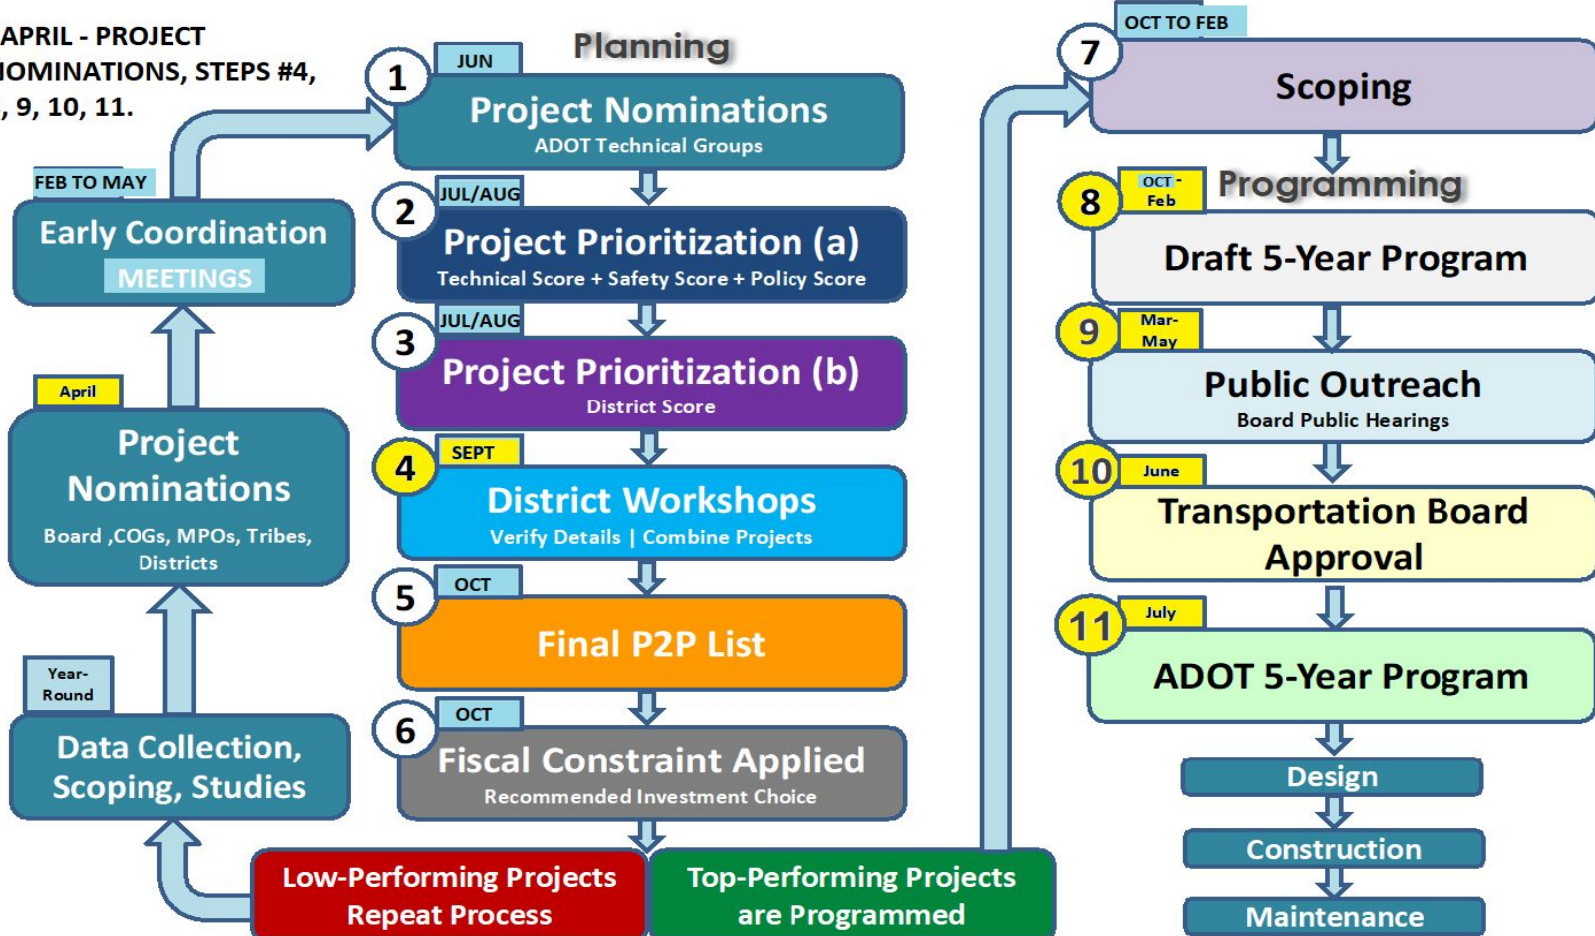 APRIL - PROJECT
NOMINATIONS, STEPS #4,
, 9, 10, 11.
FEB TO MAY
Early Coordination
MEETINGS
April
Project
Nominations
Board ,COGs, MPOs, Tribes,
Districts
Year-
Round
Data Collection,
Scoping, Studies
Planning
1
JUN
Project Nominations
ADOT Technical Groups
2
JUL/AUG
Project Prioritization (a)
Technical Score + Safety Score + Policy Score
3
JUL/AUG
Project Prioritization (b)
District Score
4
SEPT
District Workshops
Verify Details | Combine Projects
5
OCT
Final P2P List
6
OCT
Fiscal Constraint Applied
Recommended Investment Choice
Low-Performing Projects
Repeat Process
Top-Performing Projects
are Programmed
7
OCT TO FEB
Scoping
Programming
8
OCT -
Feb
Draft 5-Year Program
9
Mar-
May
Public Outreach
Board Public Hearings
10
June
Transportation Board
Approval
11
July
ADOT 5-Year Program
Design
Construction
Maintenance